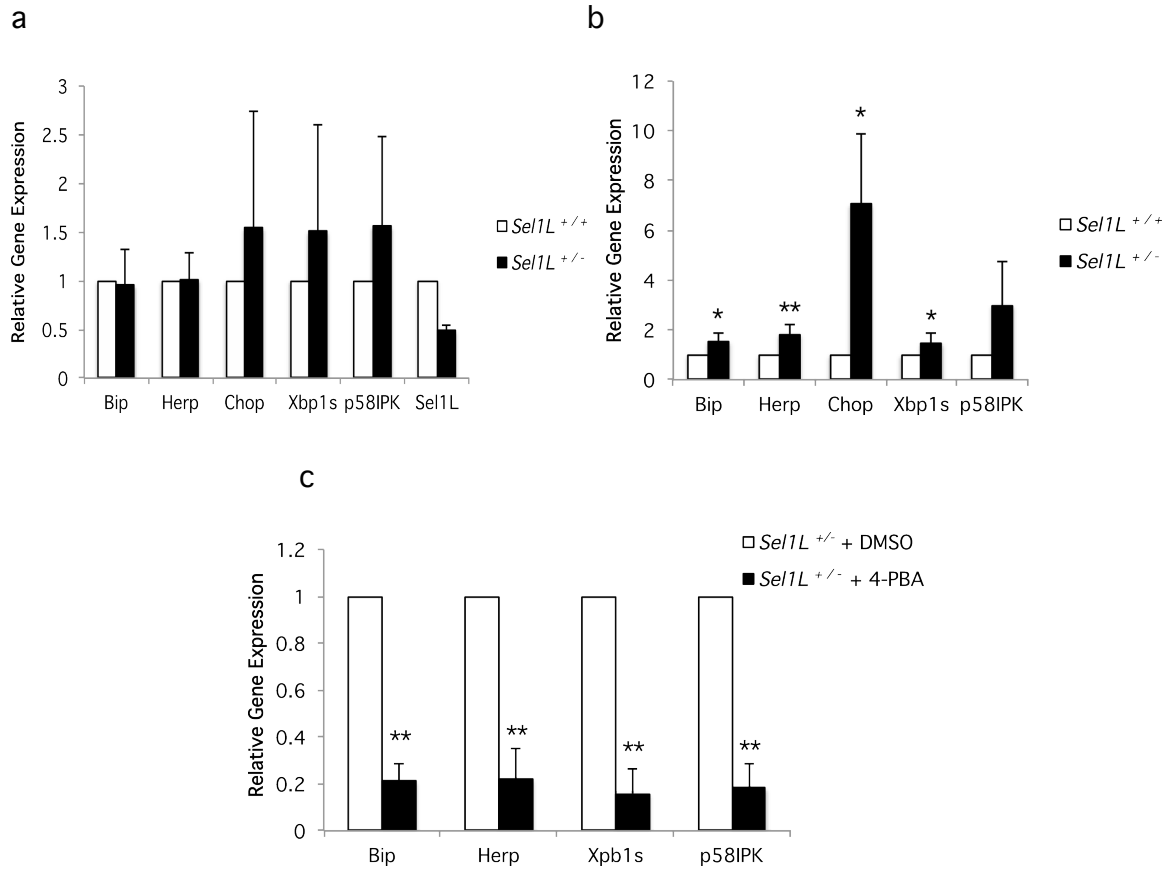 a
Relative Gene Expression
3
2.5
2
1.5
1
0.5
0
Bip Herp Chop Xbp1s p58IPK Sel1L
Sel1L +/+
Sel1L +/-
b
Relative Gene Expression
12
10
8
6
4
2
0
* ** * *
Bip Herp Chop Xbp1s p58IPK
Sel1L +/+
Sel1L +/-
c
Relative Gene Expression
1.2
1
0.8
0.6
0.4
0.2
0
** ** ** **
Bip Herp Xpb1s p58IPK
Sel1L +/- + DMSO
Sel1L +/- + 4-PBA